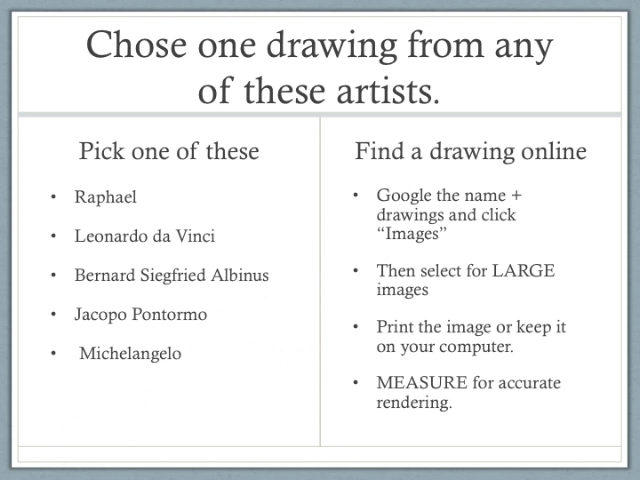 Chose one drawing from any
of these artists.
Pick one of these
• Raphael
• Leonardo da Vinci
• Bernard Siegfried Albinus
• Jacopo Pontormo
• Michelangelo
Find a drawing online
• Google the name +
drawings and click
“Images”
• Then select for LARGE
images
• Print the image or keep it
on your computer.
• MEASURE for accurate
rendering.